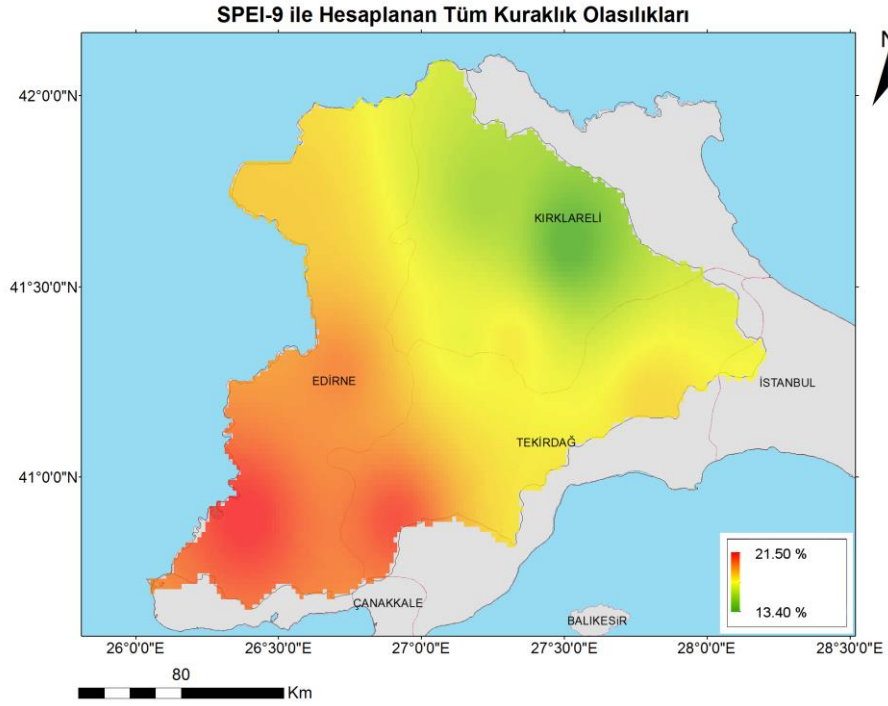 SPEI-9 ile Hesaplanan Tüm Kuraklık Olasılıkları
N
42°0'0"N
KIRKLARELİ
41°30'0"N
EDİRNE
İSTANBUL
TEKİRDAĞ
41°0'0"N
21.50 %
13.40 %
ÇANAKKALE
BALIKESİR
26°0'0"E 26°30'0"E 27°0'0"E 27°30'0"E 28°0'0"E 28°30'0"E
80
Km